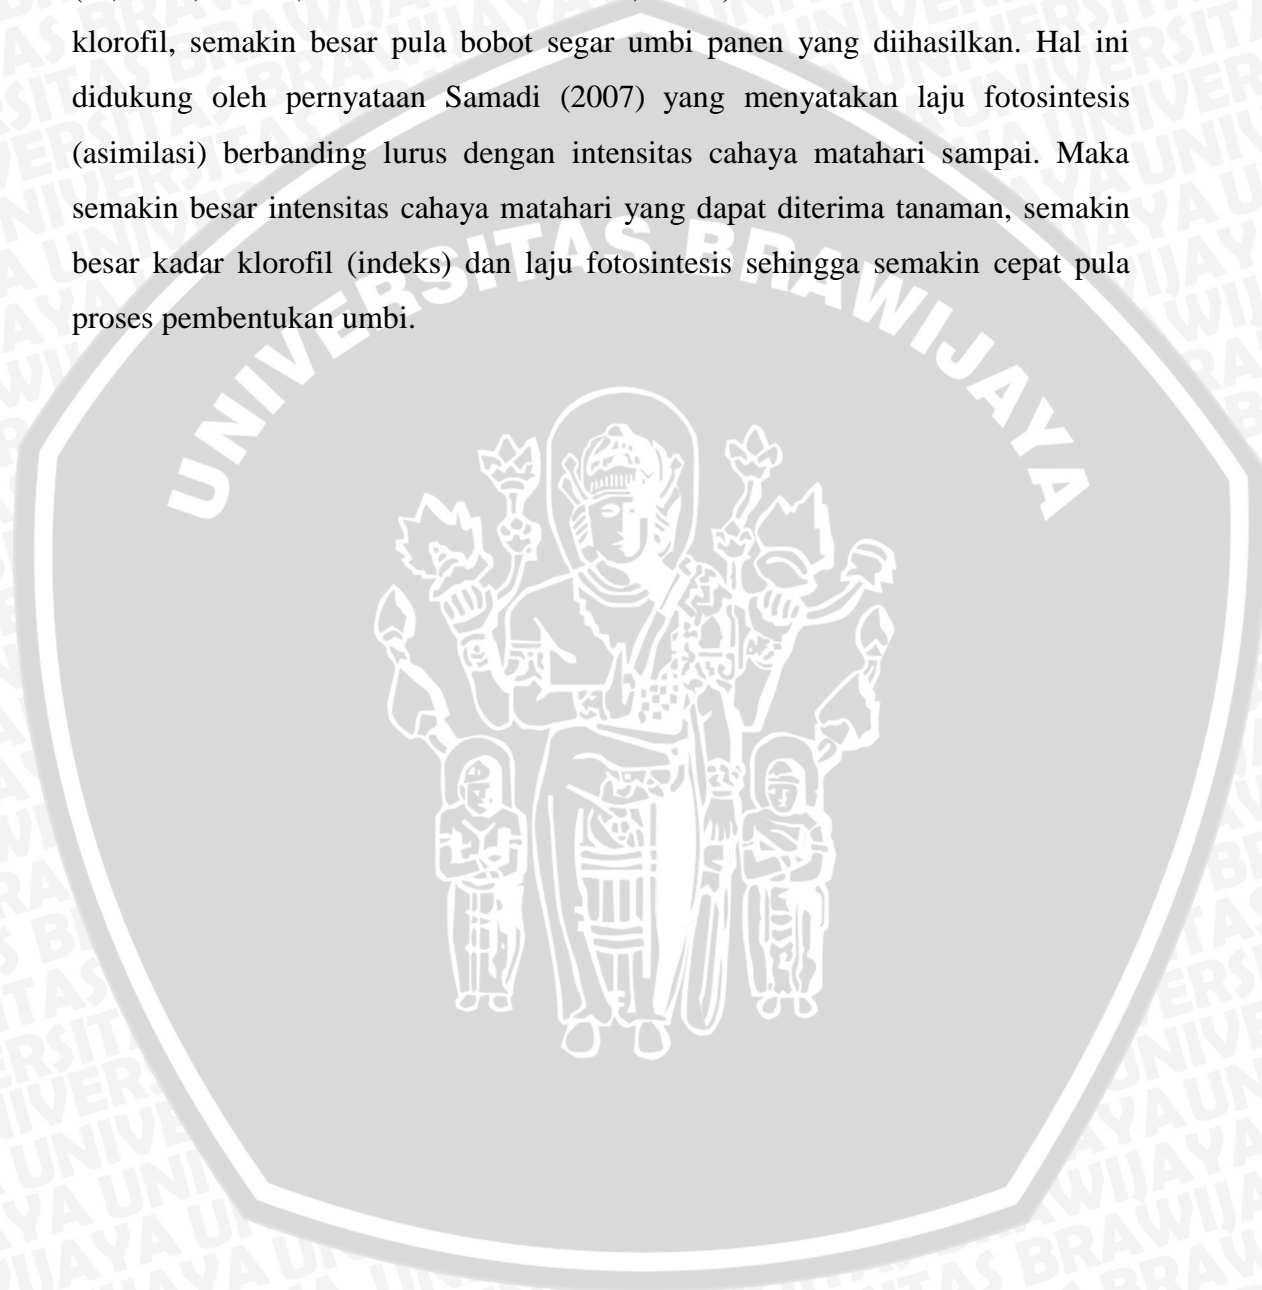 klorofil, semakin besar pula bobot segar umbi panen yang diihasilkan. Hal ini
didukung oleh pernyataan Samadi (2007) yang menyatakan laju fotosintesis
(asimilasi) berbanding lurus dengan intensitas cahaya matahari sampai. Maka
semakin besar intensitas cahaya matahari yang dapat diterima tanaman, semakin
besar kadar klorofil (indeks) dan laju fotosintesis sehingga semakin cepat pula
proses pembentukan umbi.
UNIVERSITAS BRAWIJAYA